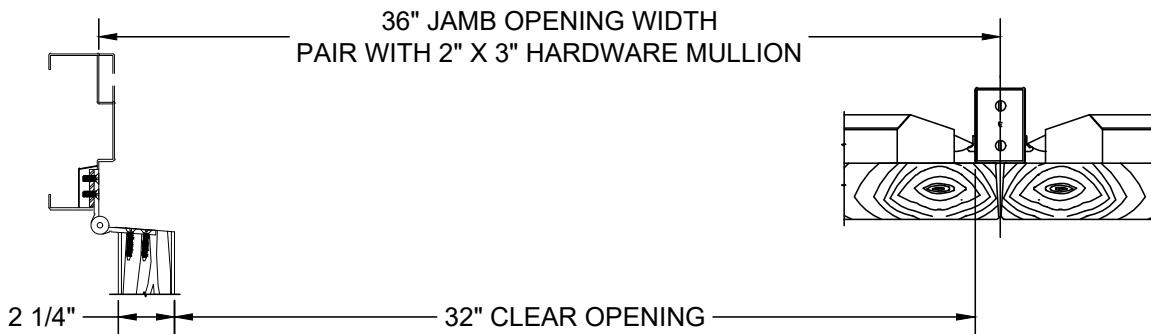 36" JAMB OPENING WIDTH
PAIR WITH 2" X 3" HARDWARE MULLION
2 1/4"
32" CLEAR OPENING